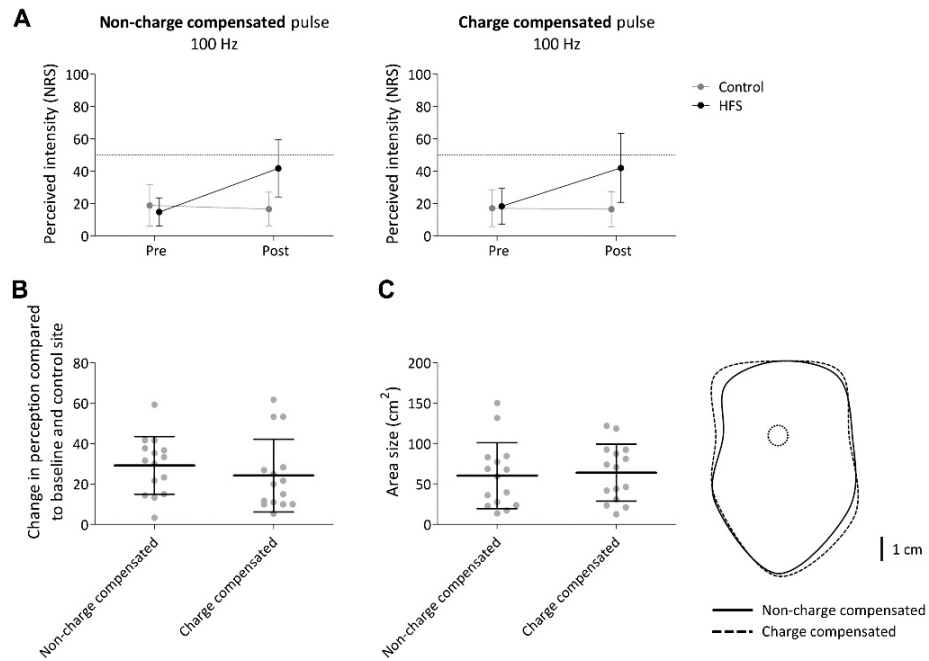 A
Non-charge compensated pulse
100 Hz
Perceived intensity (NRS)
100
80
60
40
20
0
Pre
Post
Charge compensated pulse
100 Hz
Perceived intensity (NRS)
100
80
60
40
20
0
Pre
Post
Control
HFS
B
Change in perception compared
to baseline and control site
80
60
40
20
0
Non-charge compensated
Charge compensated
C
Area size (cm²)
200
150
100
50
0
Non-charge compensated
Charge compensated
1 cm
Non-charge compensated
Charge compensated